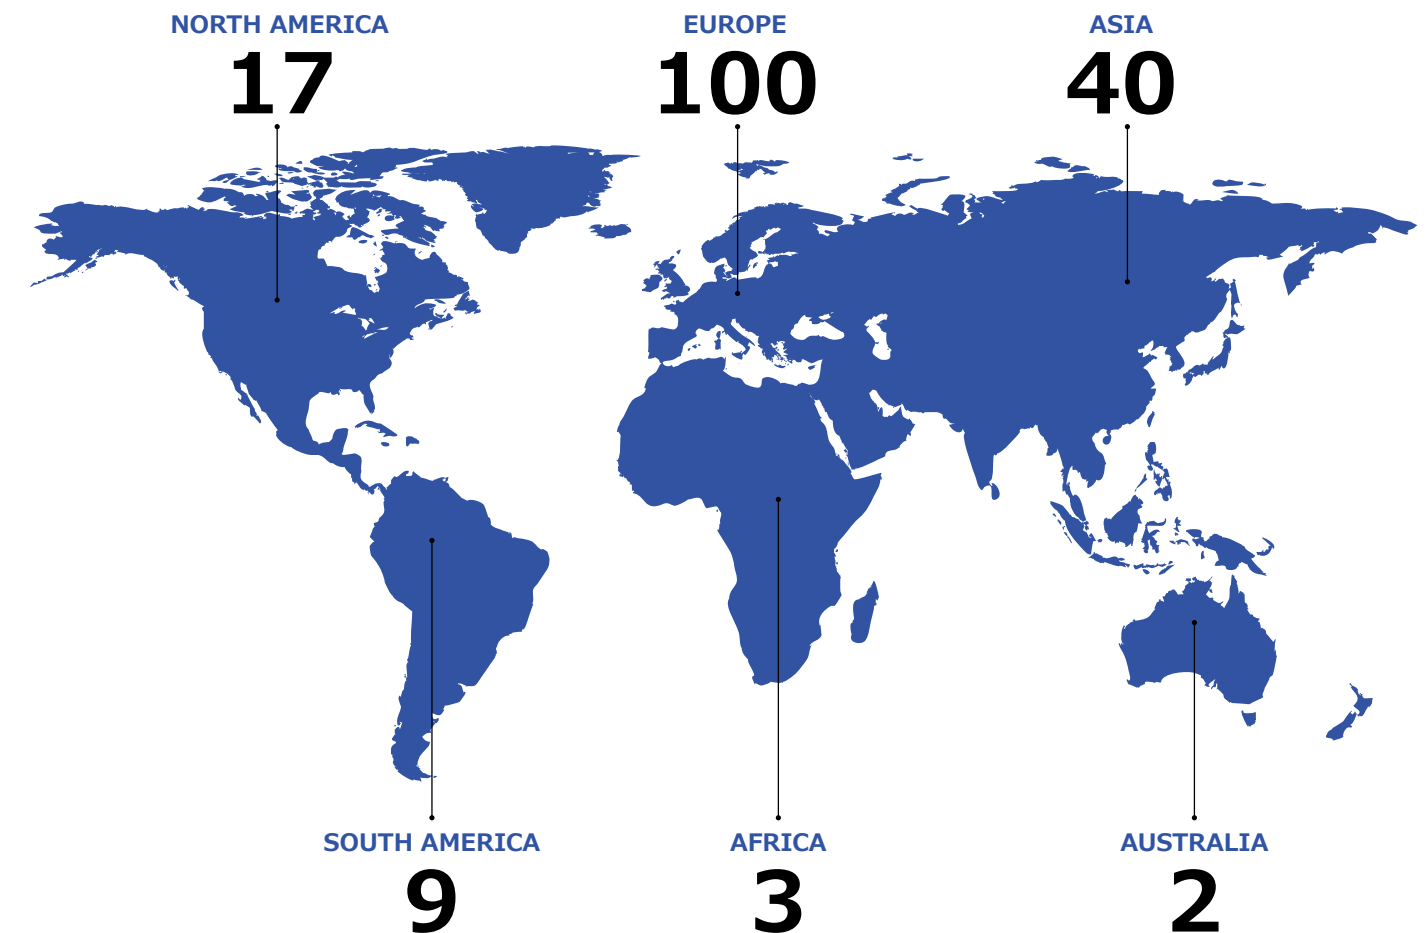 NORTH AMERICA
17
EUROPE
100
ASIA
40
SOUTH AMERICA
9
AFRICA
3
AUSTRALIA
2